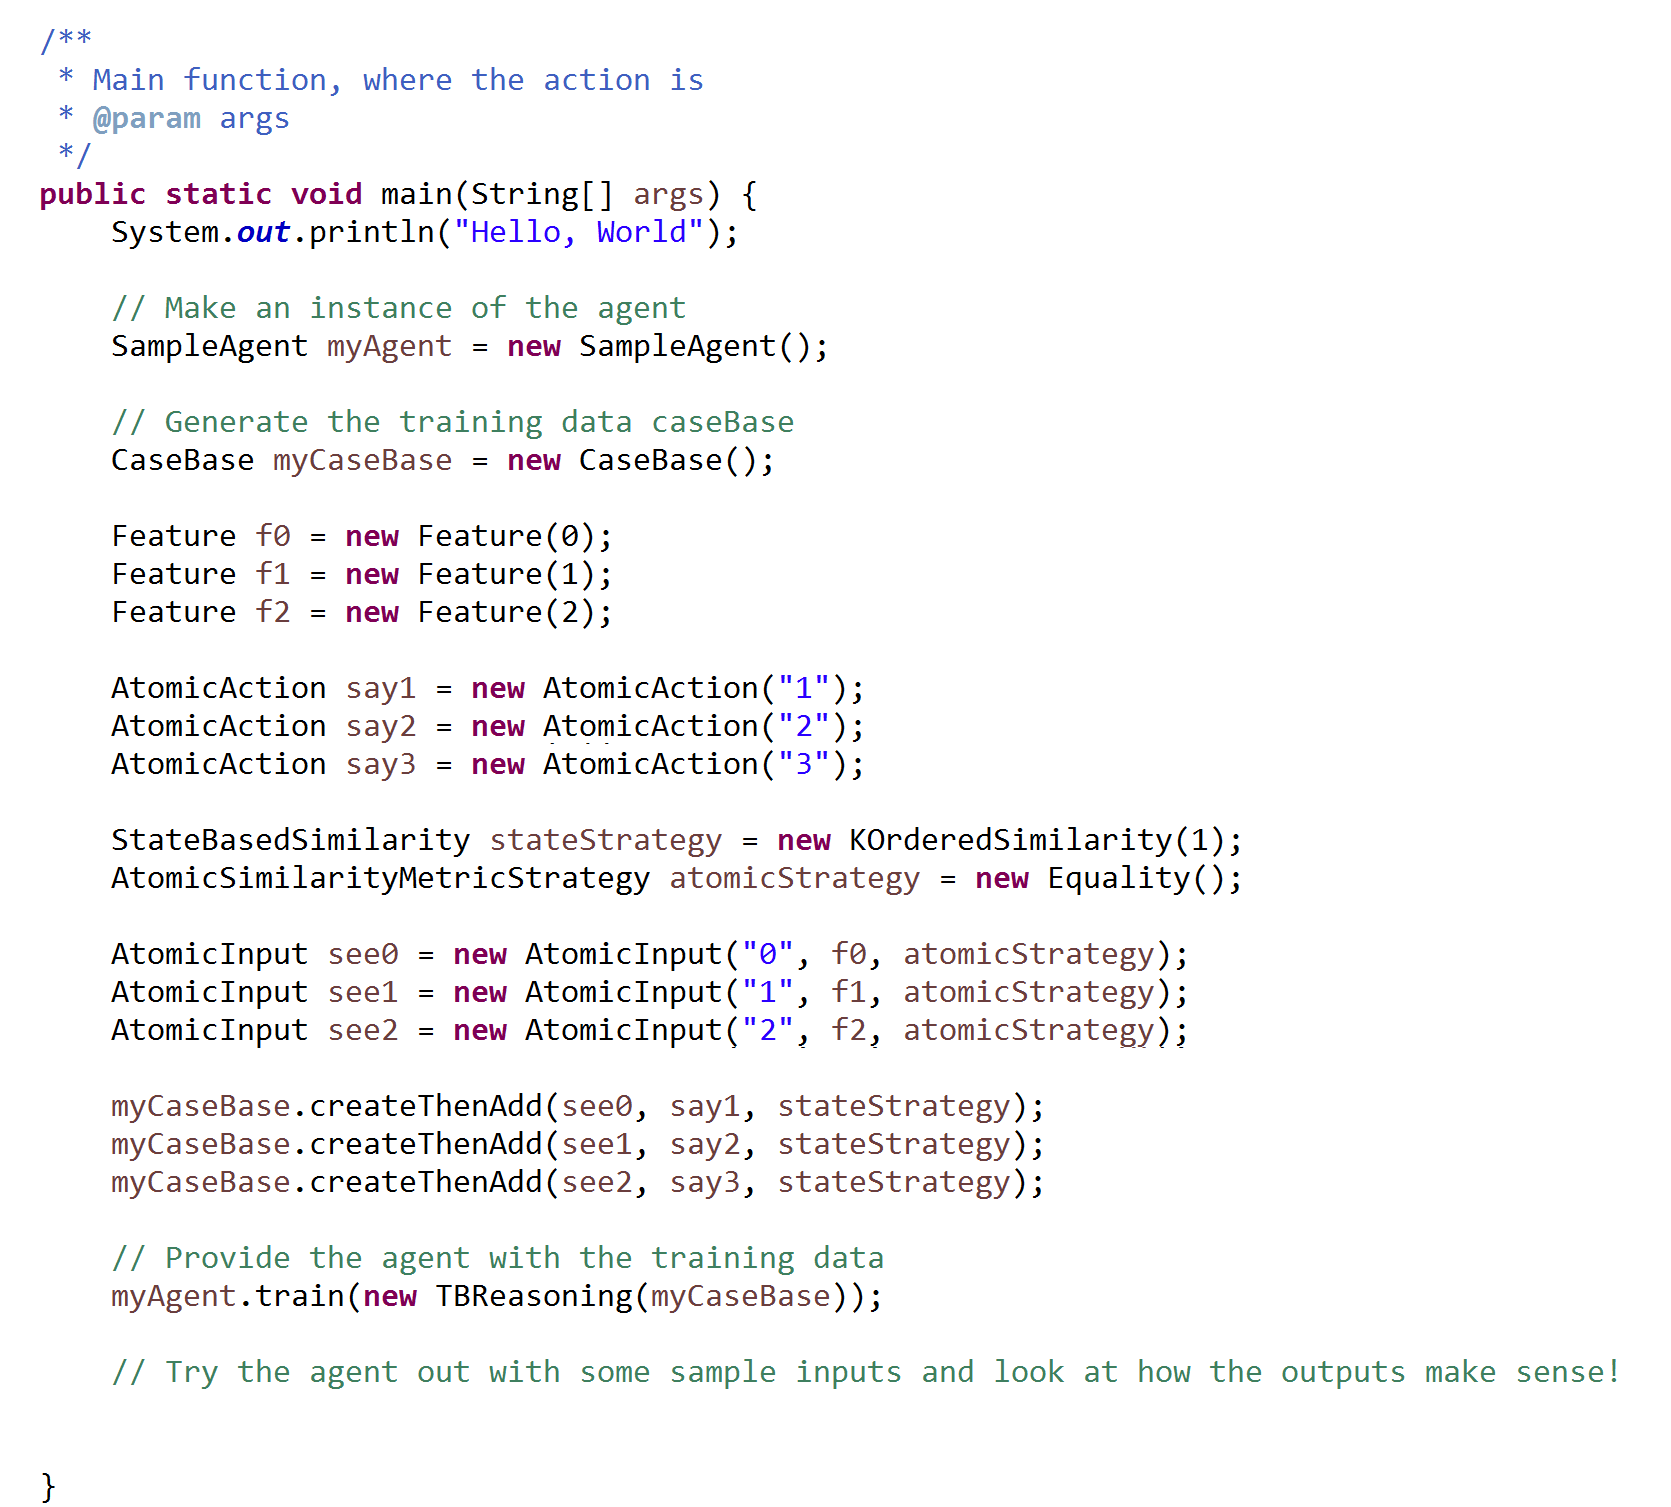 /**
 * Main function, where the action is
 * @param args
 */
public static void main(String[] args) {
    System.out.println("Hello, World");

    // Make an instance of the agent
    SampleAgent myAgent = new SampleAgent();

    // Generate the training data caseBase
    CaseBase myCaseBase = new CaseBase();

    Feature f0 = new Feature(0);
    Feature f1 = new Feature(1);
    Feature f2 = new Feature(2);

    AtomicAction say1 = new AtomicAction("1");
    AtomicAction say2 = new AtomicAction("2");
    AtomicAction say3 = new AtomicAction("3");

    StateBasedSimilarity stateStrategy = new KOrderedSimilarity(1);
    AtomicSimilarityMetricStrategy atomicStrategy = new Equality();

    AtomicInput see0 = new AtomicInput("0", f0, atomicStrategy);
    AtomicInput see1 = new AtomicInput("1", f1, atomicStrategy);
    AtomicInput see2 = new AtomicInput("2", f2, atomicStrategy);

    myCaseBase.createThenAdd(see0, say1, stateStrategy);
    myCaseBase.createThenAdd(see1, say2, stateStrategy);
    myCaseBase.createThenAdd(see2, say3, stateStrategy);

    // Provide the agent with the training data
    myAgent.train(new TBReasoning(myCaseBase));

    // Try the agent out with some sample inputs and look at how the outputs make sense!

}